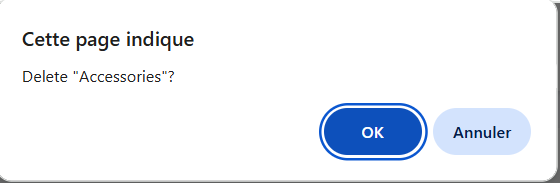 Cette page indique
Delete "Accessories"?
OK
Annuler